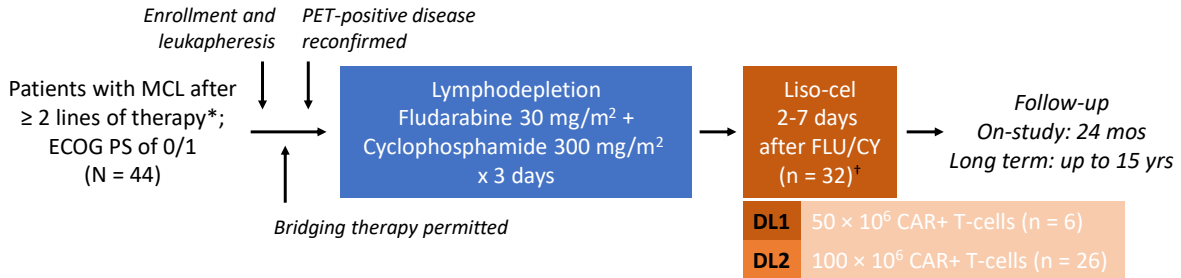 Enrollment and
leukapheresis
PET-positive disease
reconfirmed
Patients with MCL after
≥ 2 lines of therapy*;
ECOG PS of 0/1
(N = 44)
Bridging therapy permitted
Lymphodepletion
Fludarabine 30 mg/m² +
Cyclophosphamide 300 mg/m²
x 3 days
Liso-cel
2-7 days
after FLU/CY
(n = 32)†
DL1 50 × 10⁶ CAR+ T-cells (n = 6)
DL2 100 × 10⁶ CAR+ T-cells (n = 26)
Follow-up
On-study: 24 mos
Long term: up to 15 yrs